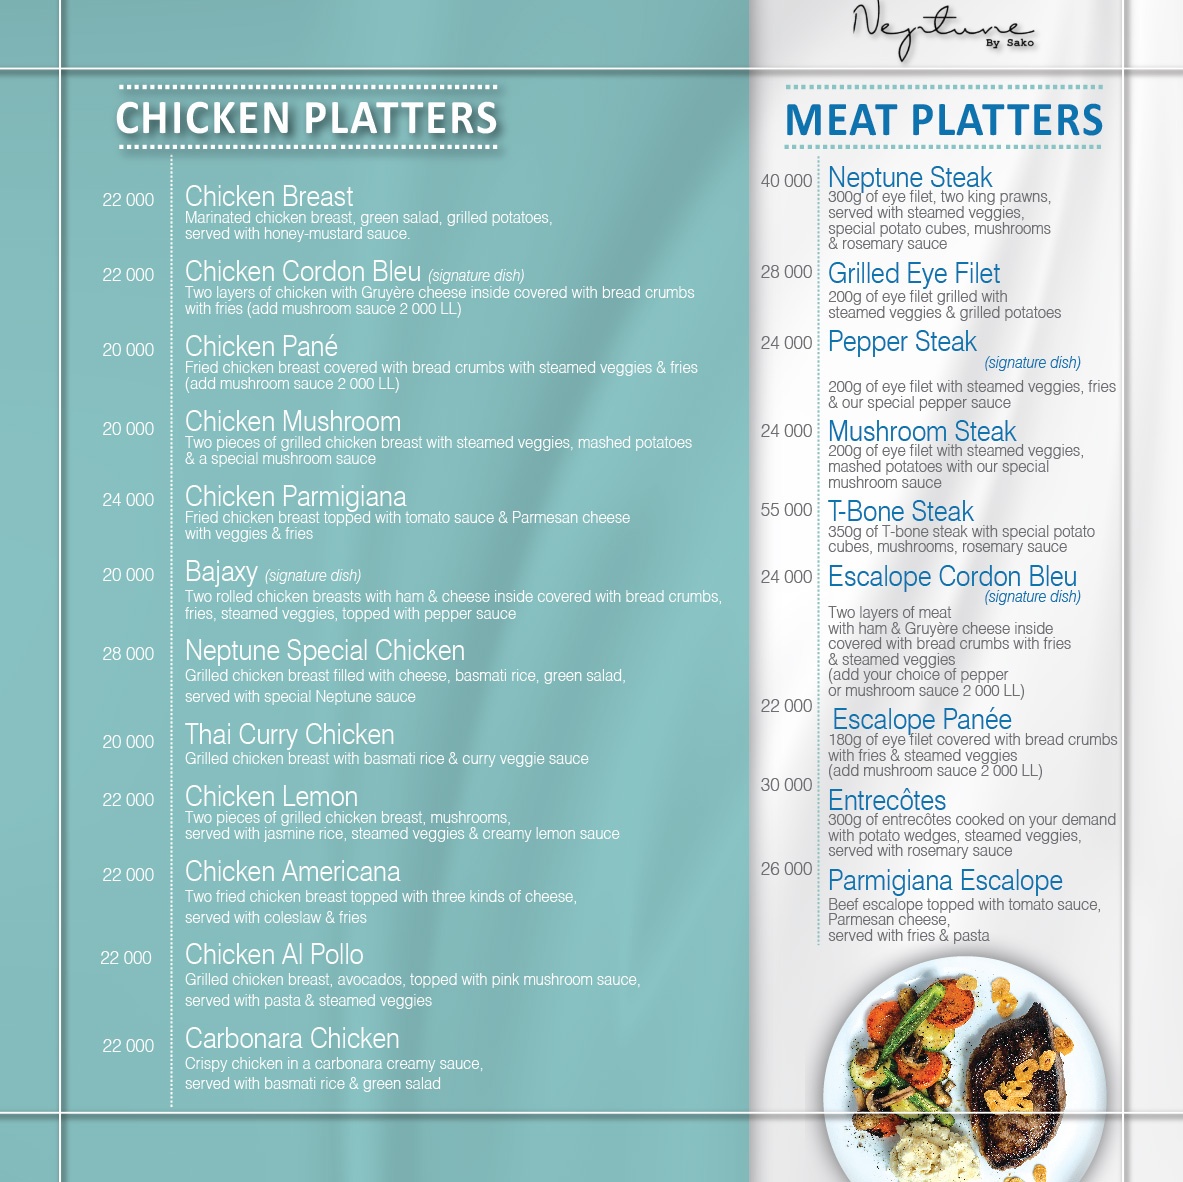 Neptune
By Sako
CHICKEN PLATTERS
22 000
Chicken Breast
Marinated chicken breast, green salad, grilled potatoes,
served with honey-mustard sauce.
22 000
Chicken Cordon Bleu (signature dish)
Two layers of chicken with Gruyère cheese inside covered with bread crumbs
with fries (add mushroom sauce 2 000 LL)
20 000
Chicken Pané
Fried chicken breast covered with bread crumbs with steamed veggies & fries
(add mushroom sauce 2 000 LL)
20 000
Chicken Mushroom
Two pieces of grilled chicken breast with steamed veggies, mashed potatoes
& a special mushroom sauce
24 000
Chicken Parmigiana
Fried chicken breast topped with tomato sauce & Parmesan cheese
with veggies & fries
20 000
Bajaxy (signature dish)
Two rolled chicken breasts with ham & cheese inside covered with bread crumbs,
fries, steamed veggies, topped with pepper sauce
28 000
Neptune Special Chicken
Grilled chicken breast filled with cheese, basmati rice, green salad,
served with special Neptune sauce
20 000
Thai Curry Chicken
Grilled chicken breast with basmati rice & curry veggie sauce
22 000
Chicken Lemon
Two pieces of grilled chicken breast, mushrooms,
served with jasmine rice, steamed veggies & creamy lemon sauce
22 000
Chicken Americana
Two fried chicken breast topped with three kinds of cheese,
served with coleslaw & fries
22 000
Chicken Al Pollo
Grilled chicken breast, avocados, topped with pink mushroom sauce,
served with pasta & steamed veggies
22 000
Carbonara Chicken
Crispy chicken in a carbonara creamy sauce,
served with basmati rice & green salad
MEAT PLATTERS
40 000
Neptune Steak
300g of eye filet, two king prawns,
served with steamed veggies,
special potato cubes, mushrooms
& rosemary sauce
28 000
Grilled Eye Filet
200g of eye filet grilled with
steamed veggies & grilled potatoes
24 000
Pepper Steak
(signature dish)
200g of eye filet with steamed veggies, fries
& our special pepper sauce
24 000
Mushroom Steak
200g of eye filet with steamed veggies,
mashed potatoes with our special
mushroom sauce
55 000
T-Bone Steak
350g of T-bone steak with special potato
cubes, mushrooms, rosemary sauce
24 000
Escalope Cordon Bleu
(signature dish)
Two layers of meat
with ham & Gruyère cheese inside
covered with bread crumbs with fries
& steamed veggies
(add your choice of pepper
or mushroom sauce 2 000 LL)
22 000
Escalope Panée
180g of eye filet covered with bread crumbs
with fries & steamed veggies
(add mushroom sauce 2 000 LL)
30 000
Entrecôtes
300g of entrecôtes cooked on your demand
with potato wedges, steamed veggies,
served with rosemary sauce
26 000
Parmigiana Escalope
Beef escalope topped with tomato sauce,
Parmesan cheese,
served with fries & pasta